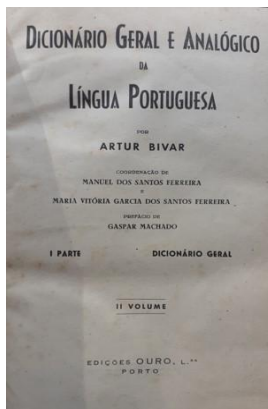 DICIONÁRIO GERAL E ANALÓGICO
DA
LÍNGUA PORTUGUESA
POR
ARTUR BIVAR
COORDENAÇÃO DE
MANUEL DOS SANTOS FERREIRA
E
MARIA VITÓRIA GARCIA DOS SANTOS FERREIRA
PREFÁCIO DE
GASPAR MACHADO
I PARTE DICIONÁRIO GERAL
II VOLUME
EDIÇÕES OURO, L.DA
PORTO